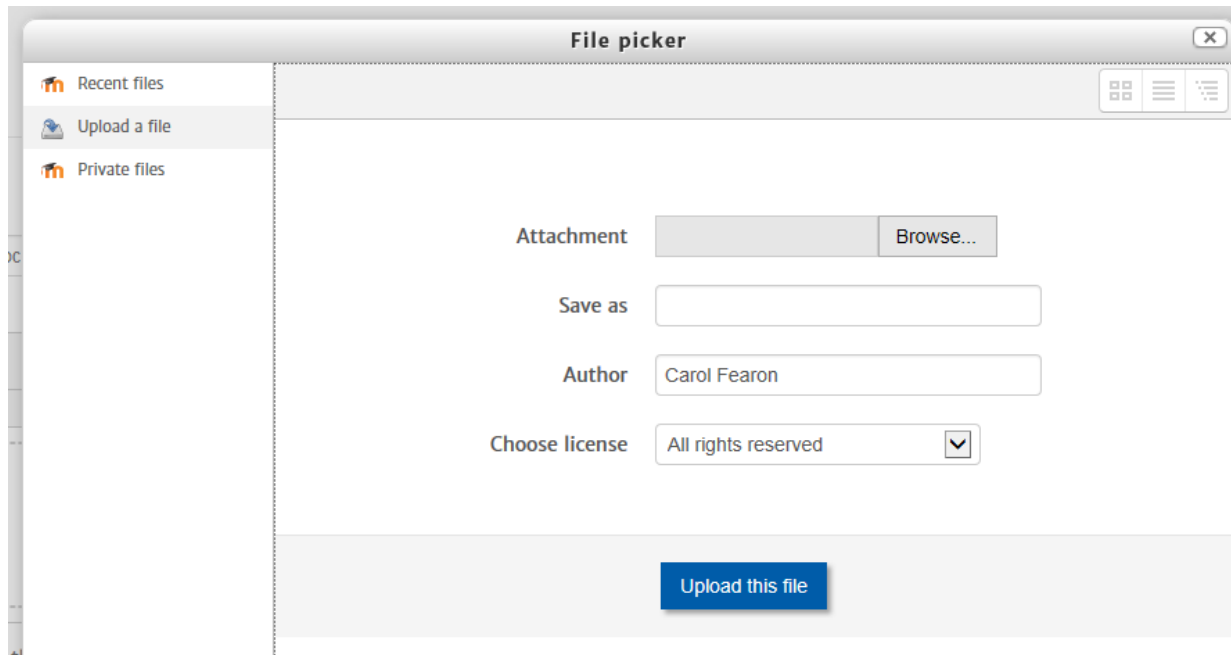 File picker
Recent files
Upload a file
Private files
Attachment
Browse...
Save as
Author
Carol Fearon
Choose license
All rights reserved
Upload this file